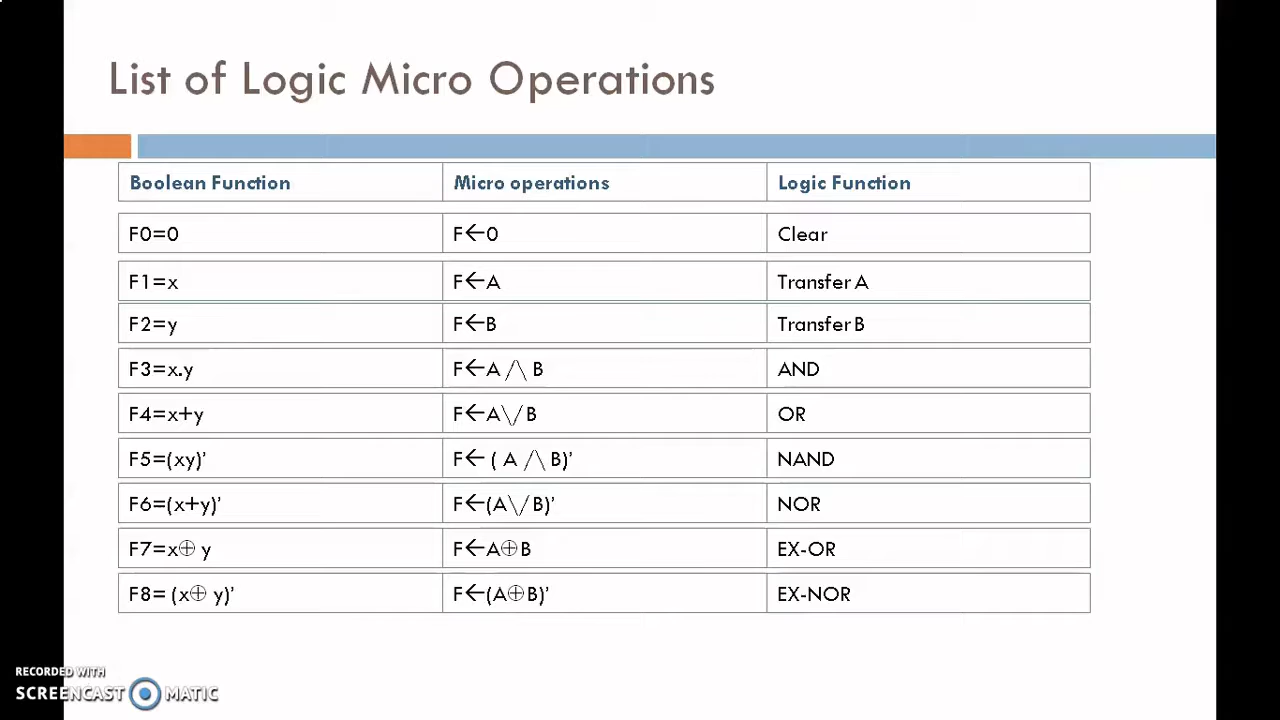 List of Logic Micro Operations
Boolean Function Micro operations Logic Function
F0=0 F←0 Clear
F1=x F←A Transfer A
F2=y F←B Transfer B
F3=x.y F←A /\ B AND
F4=x+y F←A\/B OR
F5=(xy)’ F← ( A /\ B)’ NAND
F6=(x+y)’ F←(A\/B)’ NOR
F7=x⊕ y F←A⊕B EX-OR
F8= (x⊕ y)’ F←(A⊕B)’ EX-NOR
RECORDED WITH
SCREENCAST MATIC